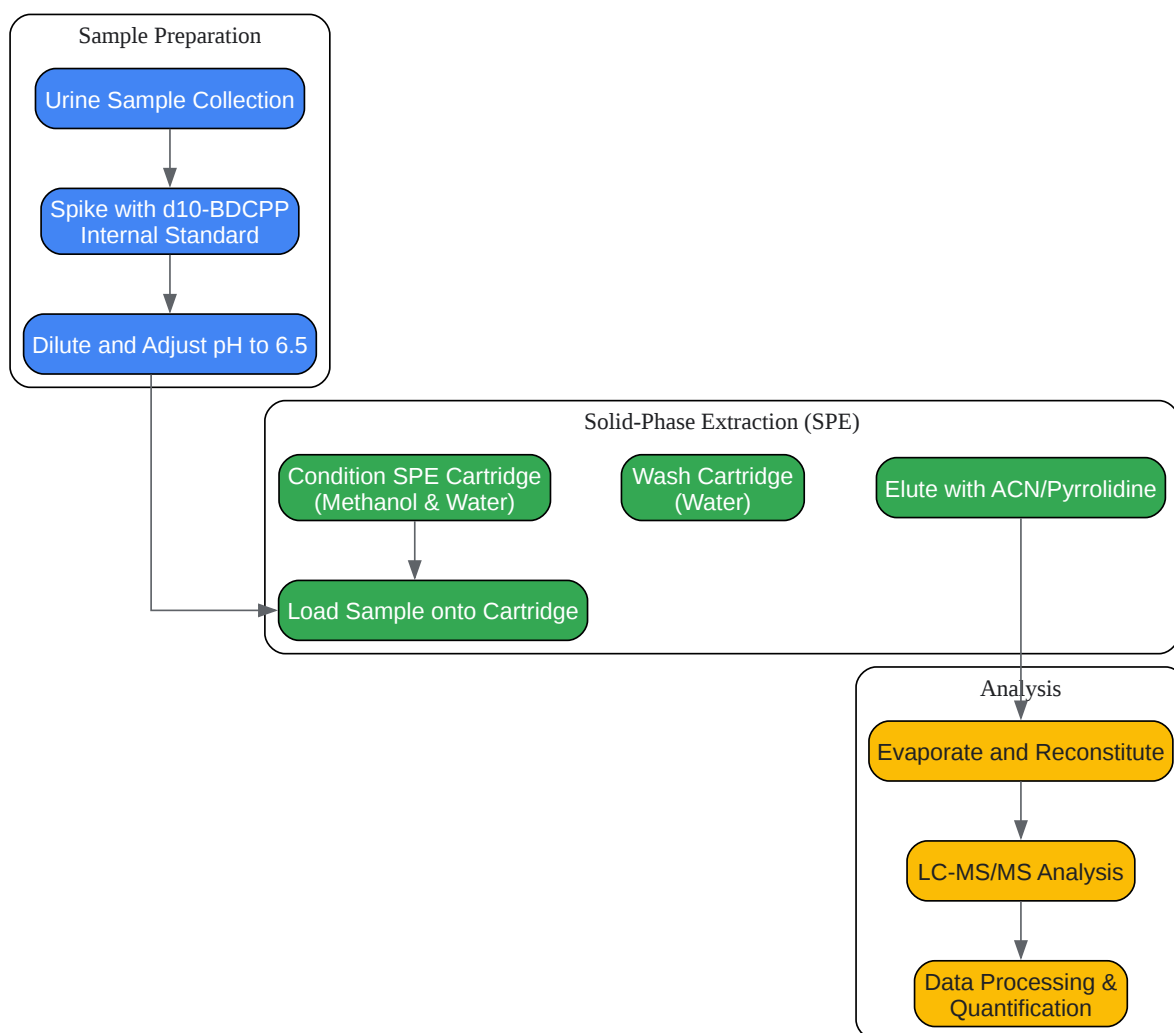 Sample Preparation
Urine Sample Collection
Spike with d10-BDCPP
Internal Standard
Dilute and Adjust pH to 6.5
Solid-Phase Extraction (SPE)
Condition SPE Cartridge
(Methanol & Water)
Wash Cartridge
(Water)
Elute with ACN/Pyrrolidine
Load Sample onto Cartridge
Analysis
Evaporate and Reconstitute
LC-MS/MS Analysis
Data Processing &
Quantification